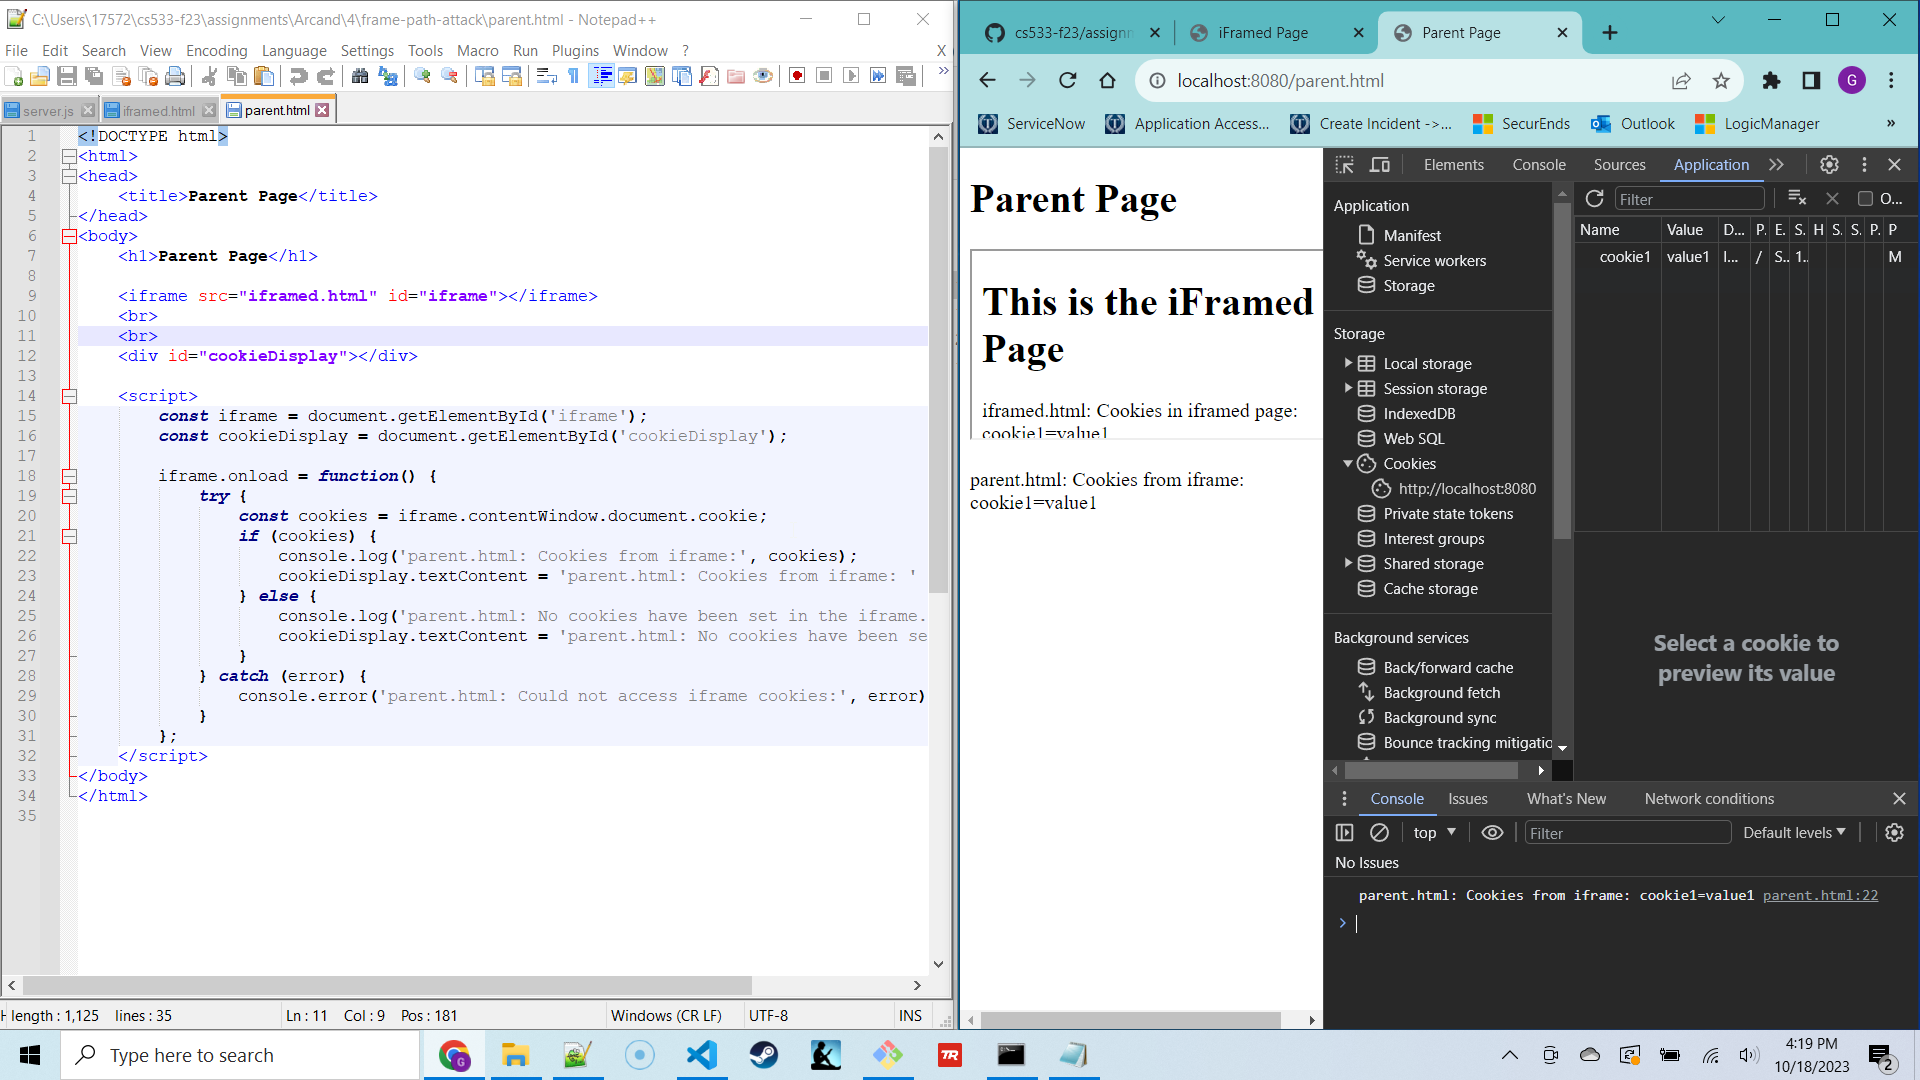 C:\Users\17572\cs533-f23\assignments\Arcand\4\frame-path-attack\parent.html - Notepad++
File Edit Search View Encoding Language Settings Tools Macro Run Plugins Window ? X
server.js iframed.html parent.html
1 <!DOCTYPE html>
2 <html>
3 <head>
4 <title>Parent Page</title>
5 </head>
6 <body>
7 <h1>Parent Page</h1>
8
9 <iframe src="iframed.html" id="iframe"></iframe>
10 <br>
11 <br>
12 <div id="cookieDisplay"></div>
13
14 <script>
15 const iframe = document.getElementById('iframe');
16 const cookieDisplay = document.getElementById('cookieDisplay');
17
18 iframe.onload = function() {
19 try {
20 const cookies = iframe.contentWindow.document.cookie;
21 if (cookies) {
22 console.log('parent.html: Cookies from iframe:', cookies);
23 cookieDisplay.textContent = 'parent.html: Cookies from iframe: '
24 } else {
25 console.log('parent.html: No cookies have been set in the iframe.
26 cookieDisplay.textContent = 'parent.html: No cookies have been se
27 }
28 } catch (error) {
29 console.error('parent.html: Could not access iframe cookies:', error)
30 }
31 };
32 </script>
33 </body>
34 </html>
35
length : 1,125 lines : 35 Ln : 11 Col : 9 Pos : 181 Windows (CR LF) UTF-8 INS
cs533-f23/assignm iFramed Page Parent Page
localhost:8080/parent.html G
ServiceNow Application Access... Create Incident ->... SecurEnds Outlook LogicManager »
Parent Page
This is the iFramed
Page
iframed.html: Cookies in iframed page:
cookie1=value1
parent.html: Cookies from iframe:
cookie1=value1
Elements Console Sources Application
Application
Manifest
Service workers
Storage
Storage
Local storage
Session storage
IndexedDB
Web SQL
Cookies
http://localhost:8080
Private state tokens
Interest groups
Shared storage
Cache storage
Background services
Back/forward cache
Background fetch
Background sync
Bounce tracking mitigatio
Filter O...
Name Value D... P. E. S. H S. S. P. P
cookie1 value1 l... / S.. 1.. M
Select a cookie to
preview its value
Console Issues What's New Network conditions
top Filter Default levels
No Issues
parent.html: Cookies from iframe: cookie1=value1 parent.html:22
Type here to search
TR
4:19 PM
10/18/2023
2